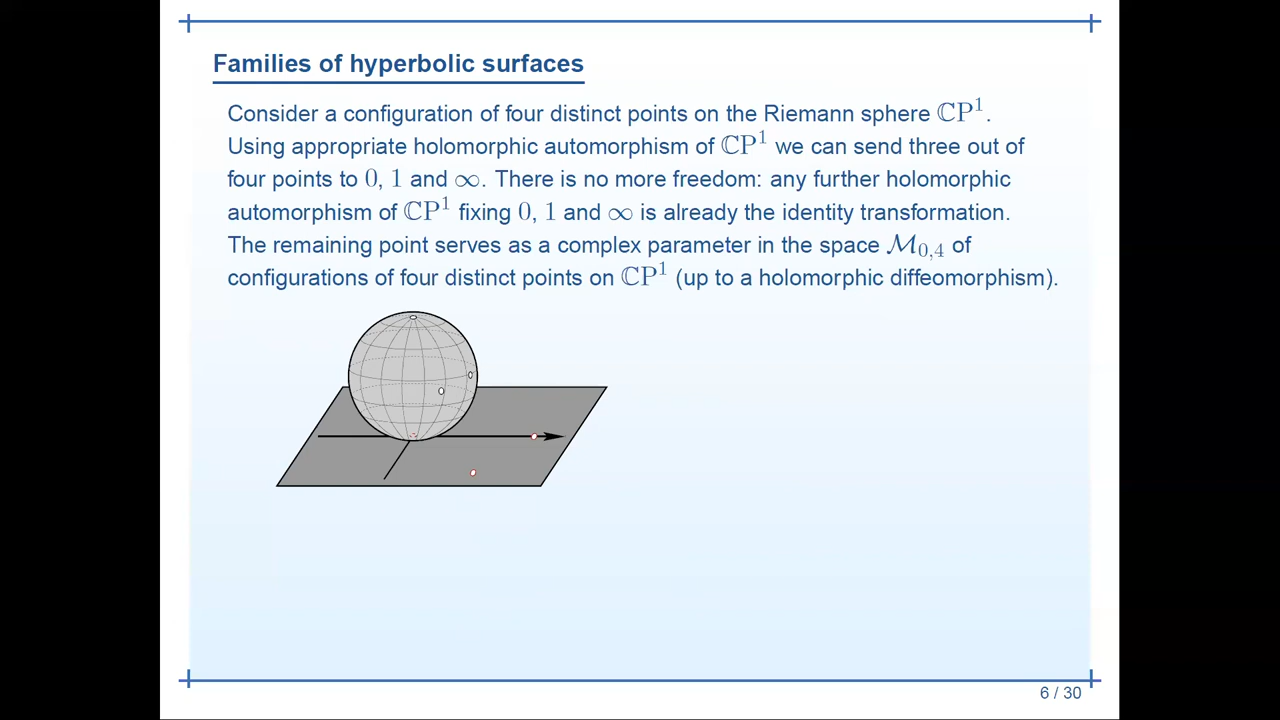 Families of hyperbolic surfaces
Consider a configuration of four distinct points on the Riemann sphere ℂP¹.
Using appropriate holomorphic automorphism of ℂP¹ we can send three out of
four points to 0, 1 and ∞. There is no more freedom: any further holomorphic
automorphism of ℂP¹ fixing 0, 1 and ∞ is already the identity transformation.
The remaining point serves as a complex parameter in the space ℳ₀,₄ of
configurations of four distinct points on ℂP¹ (up to a holomorphic diffeomorphism).
6 / 30